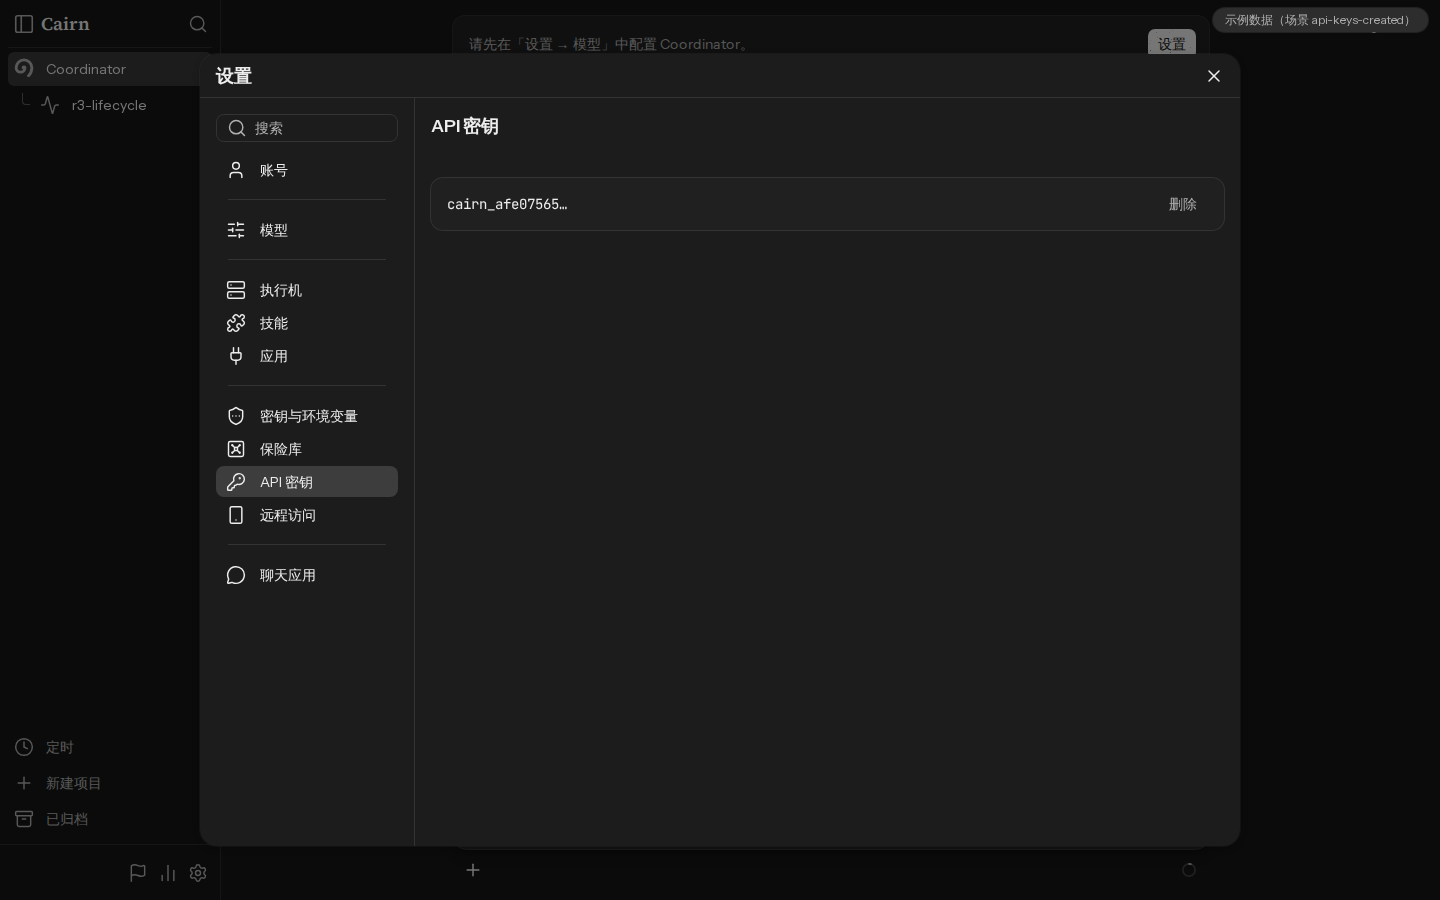 Cairn
Coordinator
r3-lifecycle
定时
新建项目
已归档
示例数据（场景 api-keys-created）
请先在「设置 → 模型」中配置 Coordinator。
设置
设置
搜索
账号
模型
执行机
技能
应用
密钥与环境变量
保险库
API 密钥
远程访问
聊天应用
API 密钥
cairn_afe07565…
删除